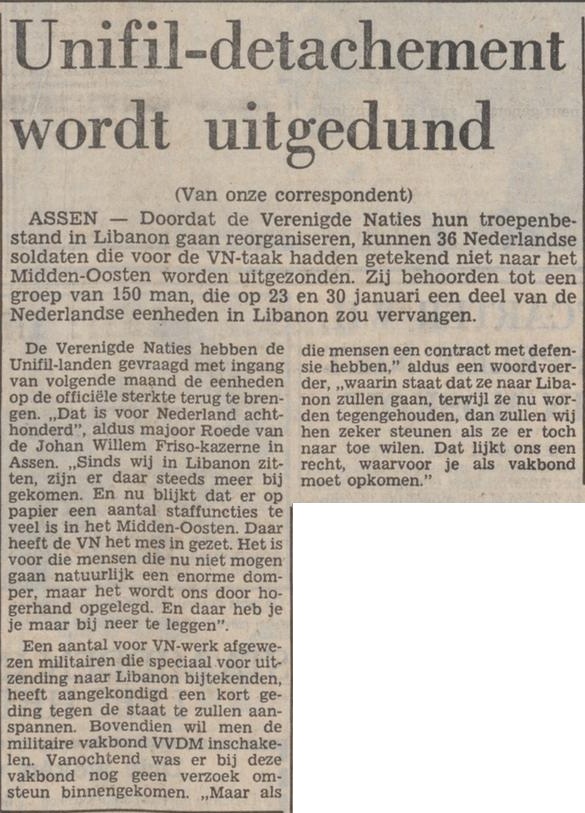 Unifil-detachement
wordt uitgedund
(Van onze correspondent)
ASSEN — Doordat de Verenigde Naties hun troepenbe-
stand in Libanon gaan reorganiseren, kunnen 36 Nederlandse
soldaten die voor de VN-taak hadden getekend niet naar het
Midden-Oosten worden uitgezonden. Zij behoorden tot een
groep van 150 man, die op 23 en 30 januari een deel van de
Nederlandse eenheden in Libanon zou vervangen.
De Verenigde Naties hebben de
Unifil-landen gevraagd met ingang
van volgende maand de eenheden
op de officiële sterkte terug te bren-
gen. „Dat is voor Nederland acht-
honderd”, aldus majoor Roede van
de Johan Willem Friso-kazerne in
Assen. „Sinds wij in Libanon zit-
ten, zijn er daar steeds meer bij
gekomen. En nu blijkt dat er op
papier een aantal staffuncties te
veel is in het Midden-Oosten. Daar
heeft de VN het mes in gezet. Het is
voor die mensen die nu niet mogen
gaan natuurlijk een enorme dom-
per, maar het wordt ons door ho-
gerhand opgelegd. En daar heb je
je maar bij neer te leggen”.
Een aantal voor VN-werk afgewe-
zen militairen die speciaal voor uit-
zending naar Libanon bijtekenden,
heeft aangekondigd een kort ge-
ding tegen de staat te zullen aan-
spannen. Bovendien wil men de
militaire vakbond VVDM inschake-
len. Vanochtend was er bij deze
vakbond nog geen verzoek om-
steun binnengekomen. „Maar als
die mensen een contract met defen-
sie hebben,” aldus een woordvoer-
der, „waarin staat dat ze naar Liba-
non zullen gaan, terwijl ze nu wor-
den tegengehouden, dan zullen wij
hen zeker steunen als ze er toch
naar toe wilen. Dat lijkt ons een
recht, waarvoor je als vakbond
moet opkomen.”